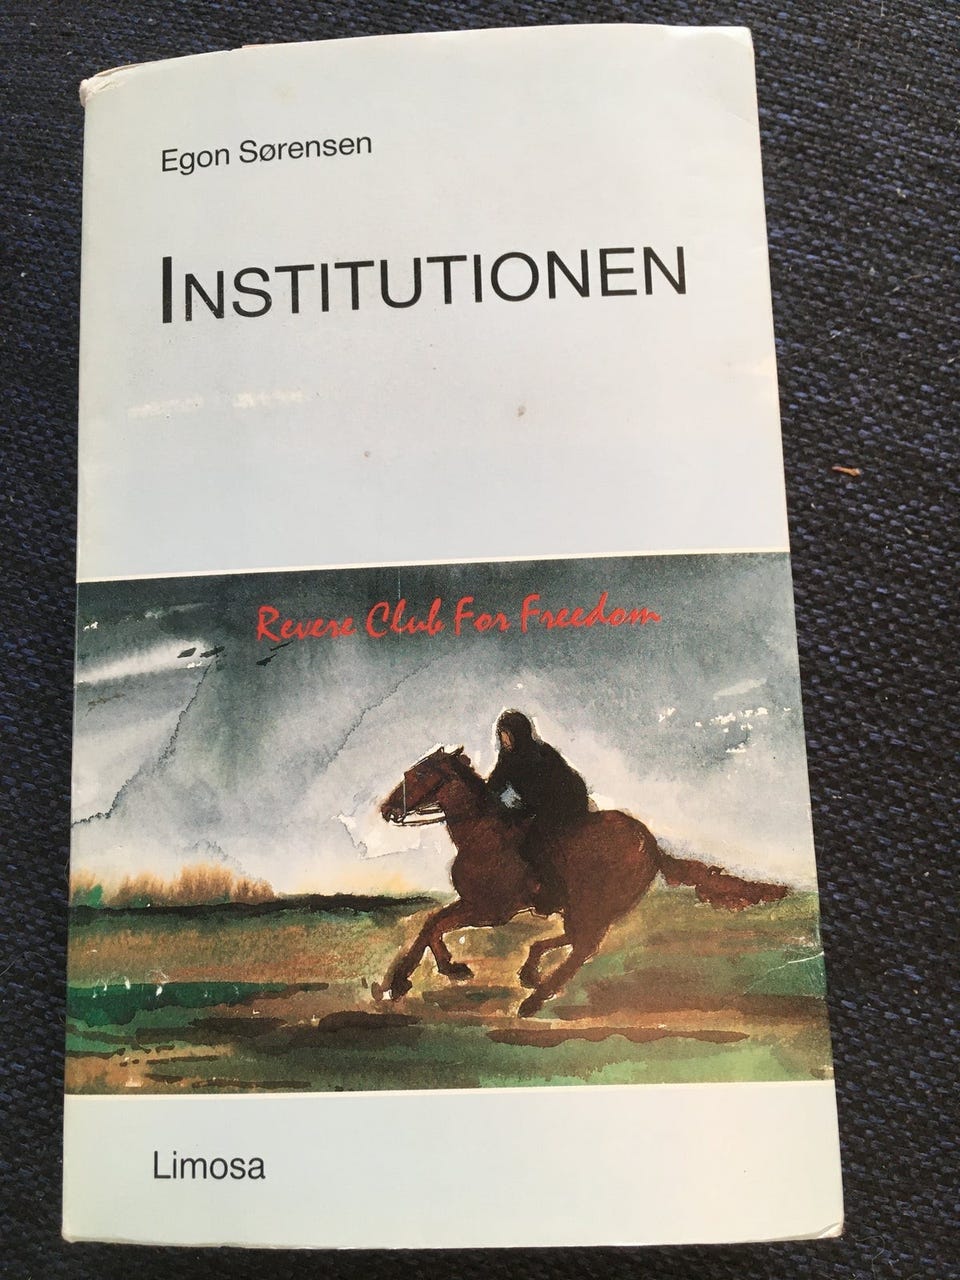 Egon Sørensen
INSTITUTIONEN
Revere Club For Freedom
Limosa